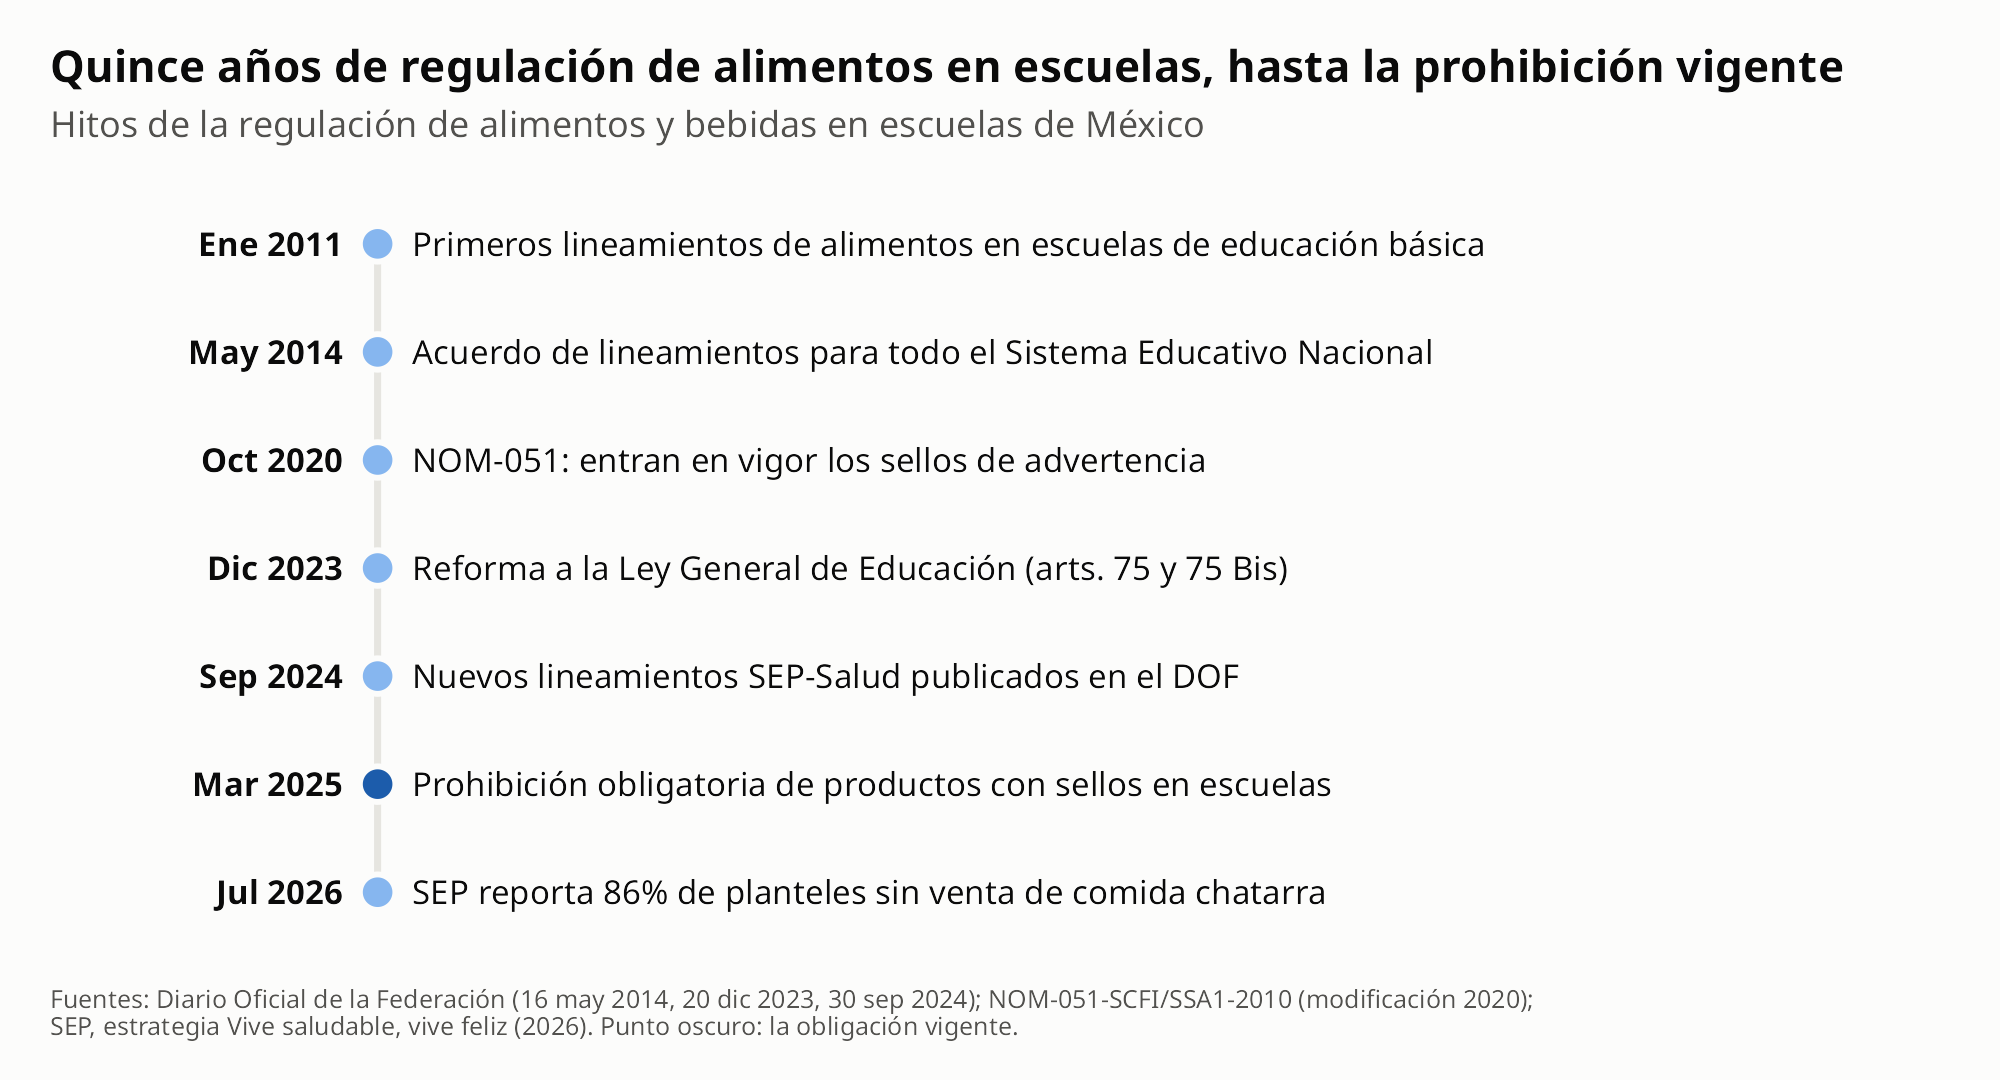 Quince años de regulación de alimentos en escuelas, hasta la prohibición vigente
Hitos de la regulación de alimentos y bebidas en escuelas de México
Ene 2011 Primeros lineamientos de alimentos en escuelas de educación básica
May 2014 Acuerdo de lineamientos para todo el Sistema Educativo Nacional
Oct 2020 NOM-051: entran en vigor los sellos de advertencia
Dic 2023 Reforma a la Ley General de Educación (arts. 75 y 75 Bis)
Sep 2024 Nuevos lineamientos SEP-Salud publicados en el DOF
Mar 2025 Prohibición obligatoria de productos con sellos en escuelas
Jul 2026 SEP reporta 86% de planteles sin venta de comida chatarra
Fuentes: Diario Oficial de la Federación (16 may 2014, 20 dic 2023, 30 sep 2024); NOM-051-SCFI/SSA1-2010 (modificación 2020);
SEP, estrategia Vive saludable, vive feliz (2026). Punto oscuro: la obligación vigente.